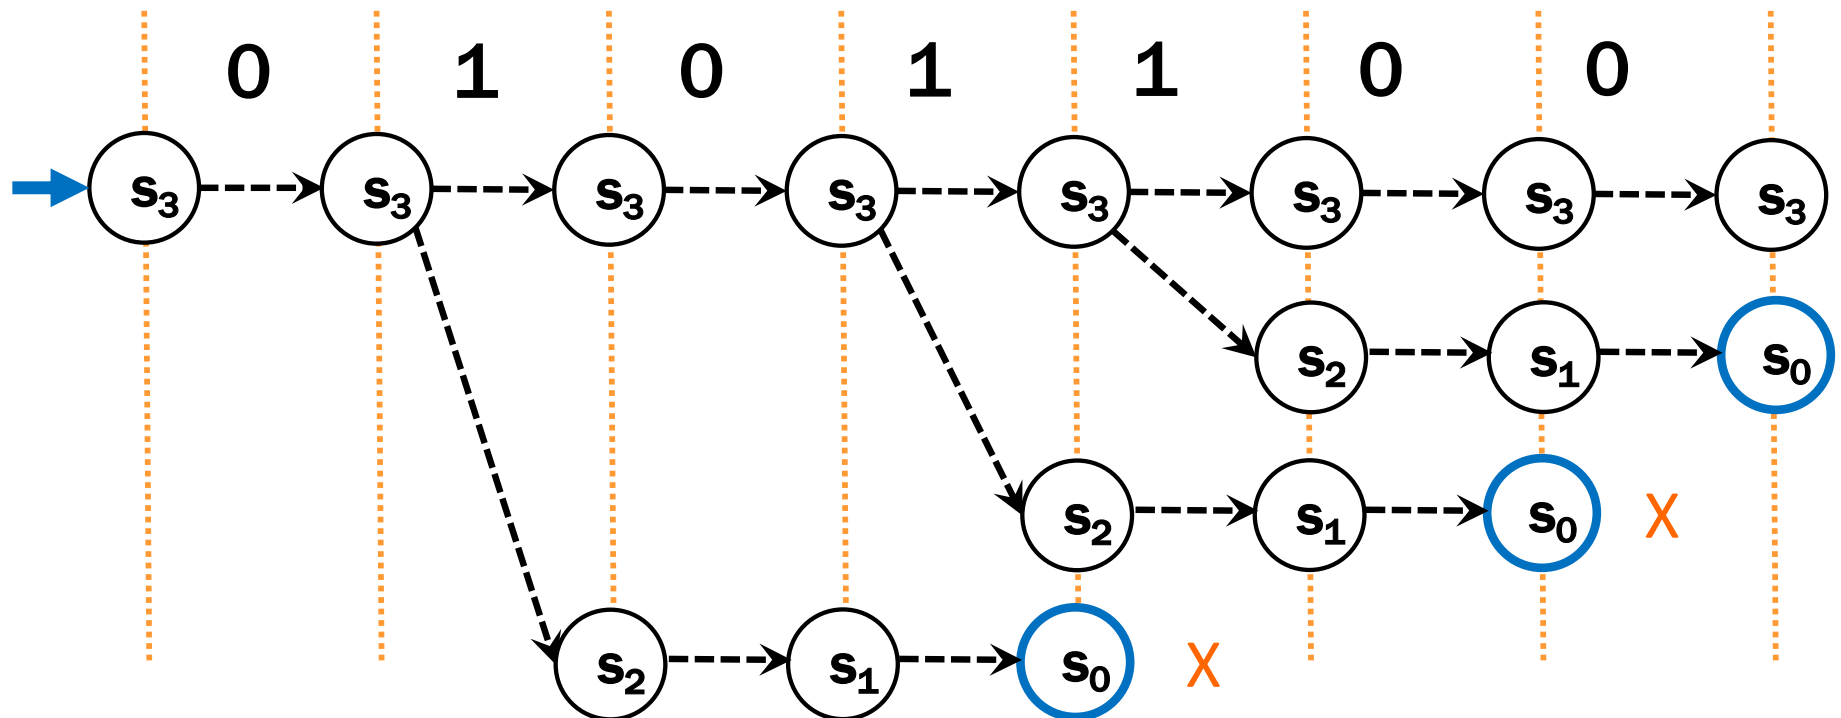 0 1 0 1 1 0 0
s₃ s₃ s₃ s₃ s₃ s₃ s₃ s₃
s₂ s₁ s₀
s₂ s₁ s₀ X
s₂ s₁ s₀ X